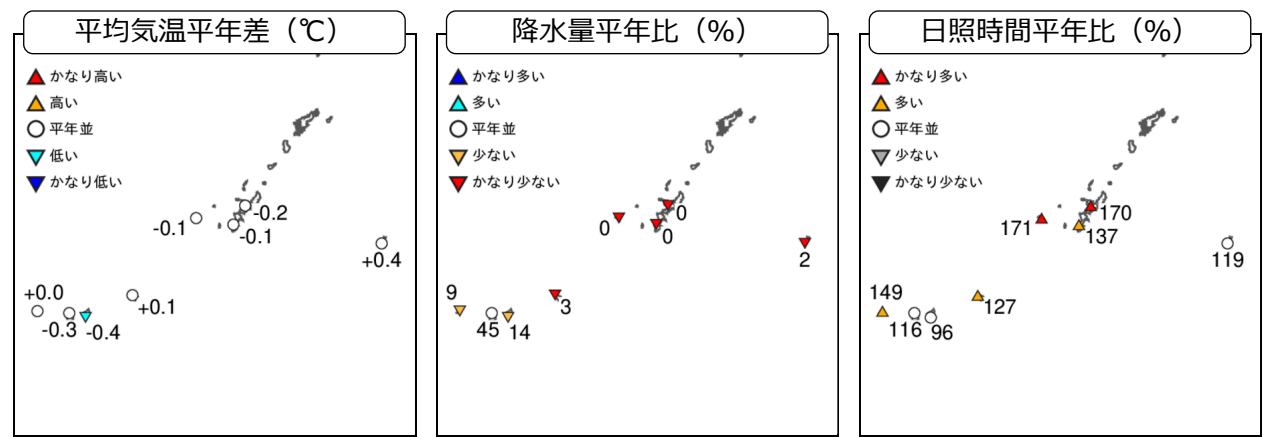 平均気温平年差（℃）
かなり高い
高い
平年並
低い
かなり低い
-0.2
-0.1
-0.1
+0.4
+0.0
+0.1
-0.3
-0.4
降水量平年比（%）
かなり多い
多い
平年並
少ない
かなり少ない
0
0
0
2
9
3
45
14
日照時間平年比（%）
かなり多い
多い
平年並
少ない
かなり少ない
170
171
137
119
149
127
116
96